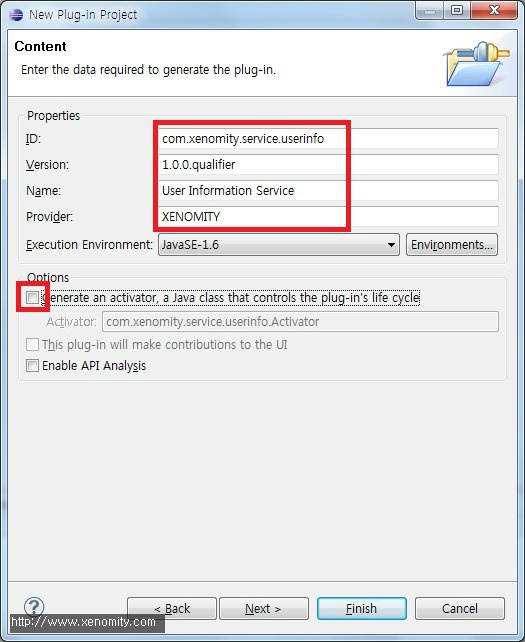 New Plug-in Project
Content
Enter the data required to generate the plug-in.
Properties
ID: com.xenomity.service.userinfo
Version: 1.0.0.qualifier
Name: User Information Service
Provider: XENOMITY
Execution Environment: JavaSE-1.6 Environments...
Options
Generate an activator, a Java class that controls the plug-in's life cycle
Activator: com.xenomity.service.userinfo.Activator
This plug-in will make contributions to the UI
Enable API Analysis
? < Back Next > Finish Cancel
http://www.xenomity.com